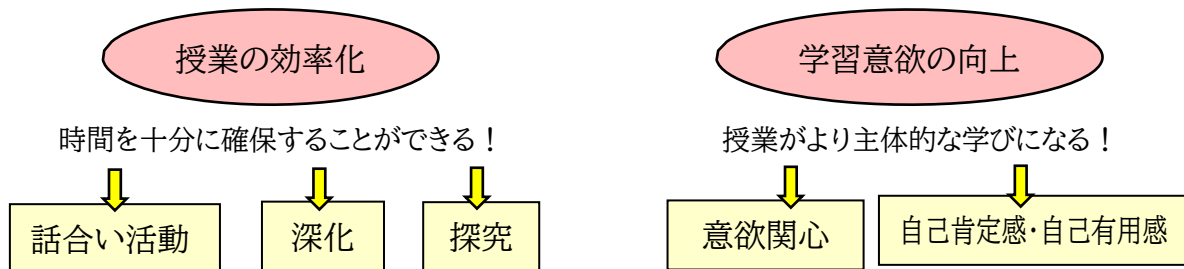 授業の効率化
時間を十分に確保することができる！
話合い活動
深化
探究
学習意欲の向上
授業がより主体的な学びになる！
意欲関心
自己肯定感・自己有用感